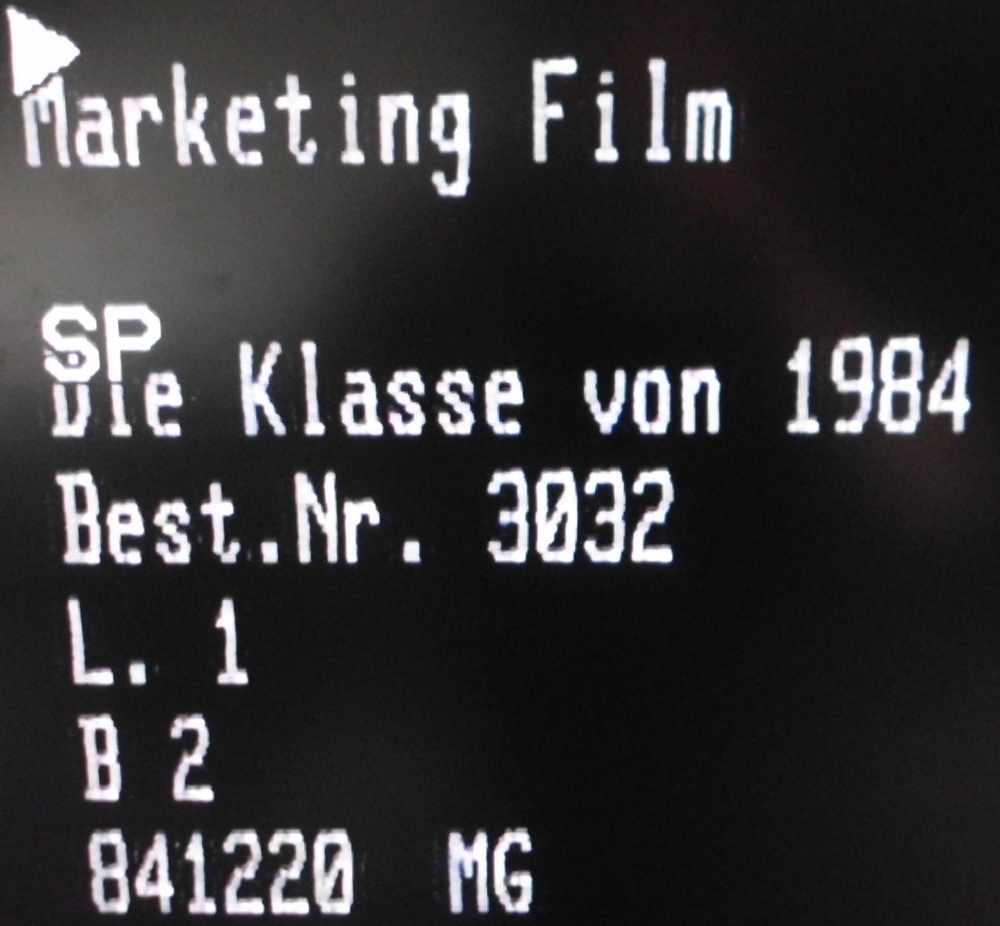 Marketing Film
SP
Die Klasse von 1984
Best.Nr. 3032
L. 1
B 2
841220 MG